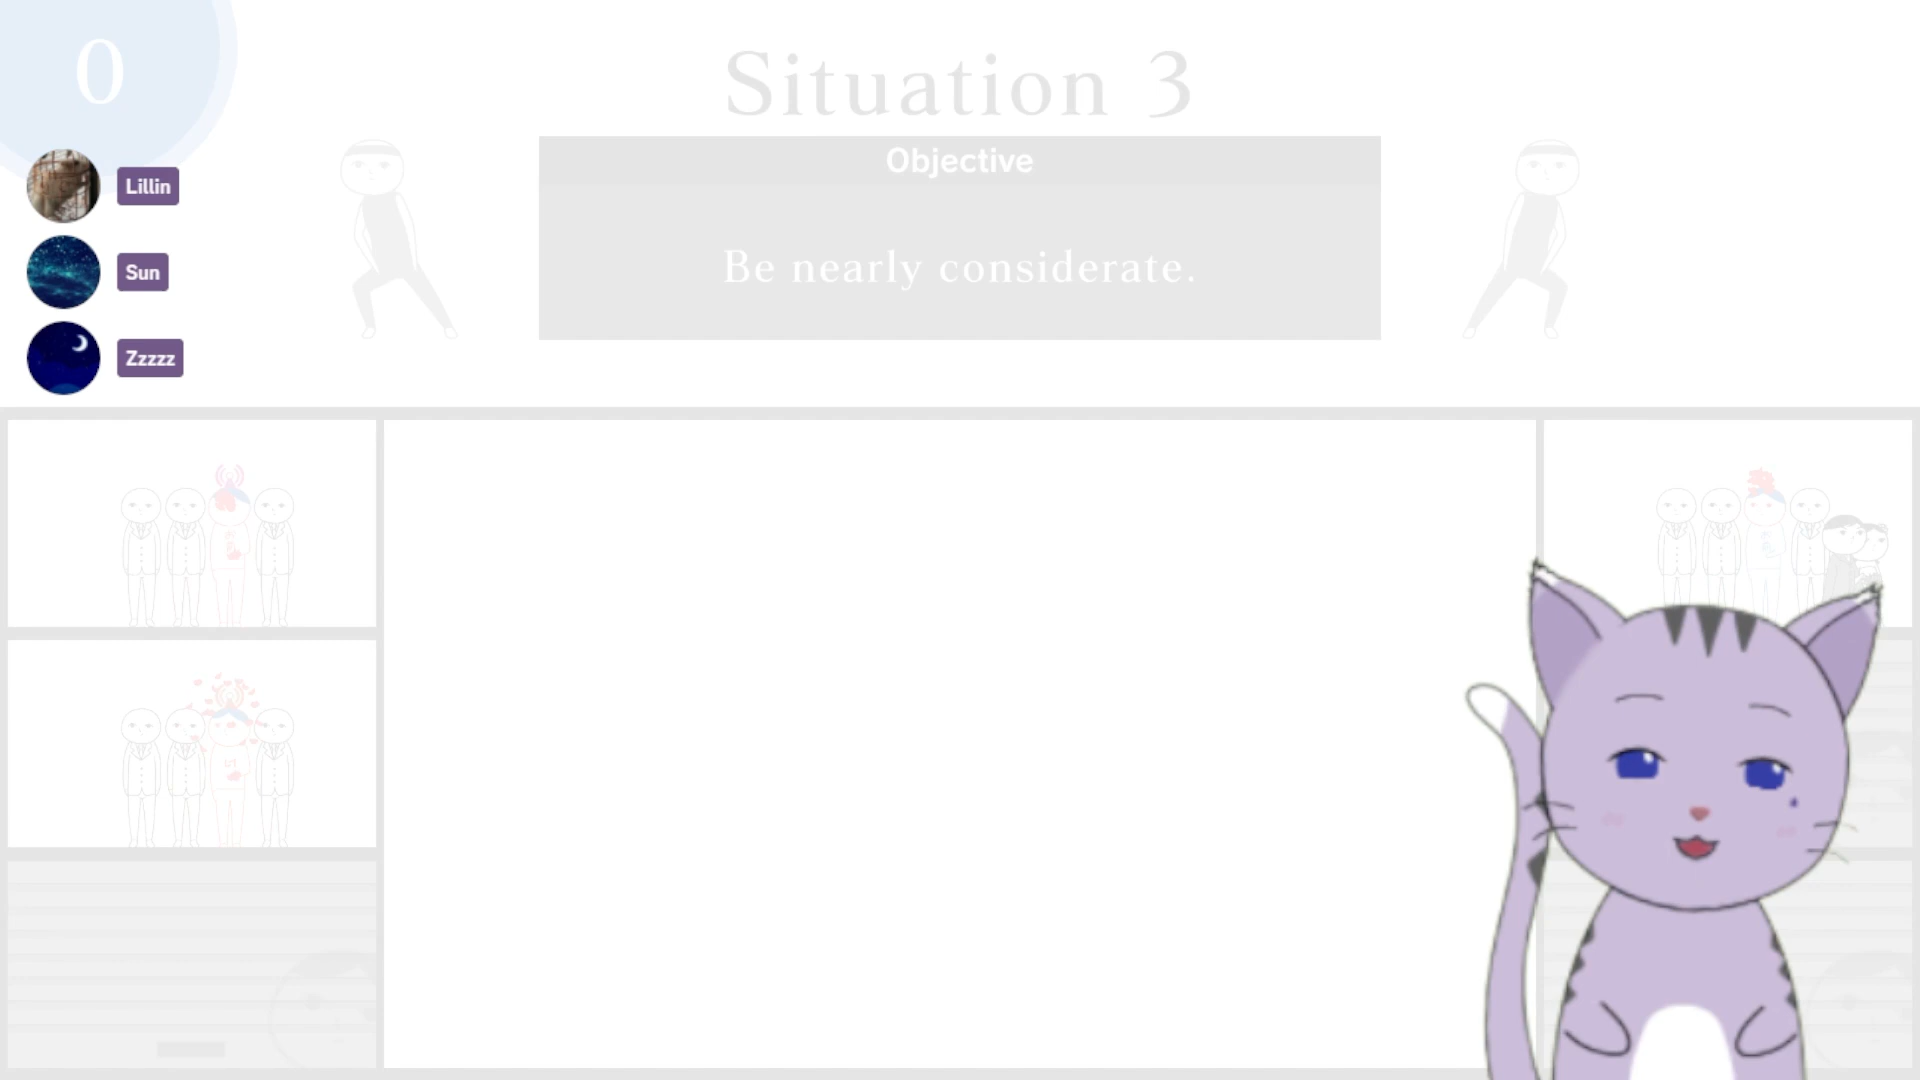 0
Situation 3
Objective
Be nearly considerate.
Lillin
Sun
Zzzzz